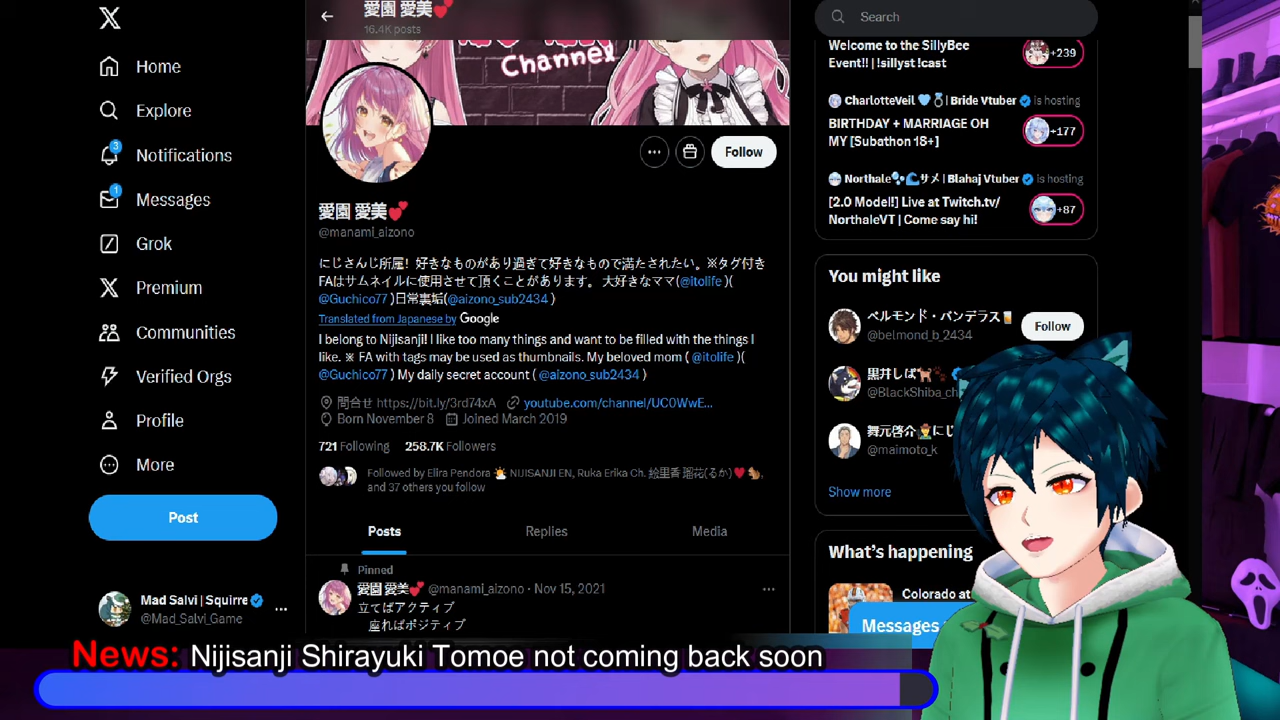 愛園 愛美💕
16.4K posts
Channel
Home
Explore
3
Notifications
1
Messages
Grok
Premium
Communities
Verified Orgs
Profile
More
Post
Mad Salvi | Squirre
@Mad_Salvi_Game
Follow
愛園 愛美💕
@manami_aizono
にじさんじ所属！好きなものがあり過ぎて好きなもので満たされたい。※タグ付き
FAはサムネイルに使用させて頂くことがあります。 大好きなママ(@itolife )(
@Guchico77 )日常裏垢(@aizono_sub2434 )
Translated from Japanese by Google
I belong to Nijisanji! I like too many things and want to be filled with the things I
like. ※ FA with tags may be used as thumbnails. My beloved mom ( @itolife )(
@Guchico77 ) My daily secret account ( @aizono_sub2434 )
問合せ https://bit.ly/3rd74xA youtube.com/channel/UC0WwE...
Born November 8 Joined March 2019
721 Following 258.7K Followers
Followed by Elira Pendora 🌤 NIJISANJI EN, Ruka Erika Ch. 絵里香 瑠花(るか)♥🐿,
and 37 others you follow
Posts Replies Media
Pinned
愛園 愛美💕 @manami_aizono · Nov 15, 2021
立てばアクティブ
座ればポジティブ
Search
Welcome to the SillyBee
Event!! | !sillyst !cast
+239
CharlotteVeil 🩵💍| Bride Vtuber is hosting
BIRTHDAY + MARRIAGE OH
MY [Subathon 18+]
+177
Northale🫧🌊サメ | Blahaj Vtuber is hosting
[2.0 Model!] Live at Twitch.tv/
NorthaleVT | Come say hi!
+87
You might like
ベルモンド・バンデラス🥃
@belmond_b_2434
Follow
黒井しば🐕🐾
@BlackShiba_ch
舞元啓介👨‍🌾にじ
@maimoto_k
Show more
What's happening
Colorado at
Messages
News: Nijisanji Shirayuki Tomoe not coming back soon